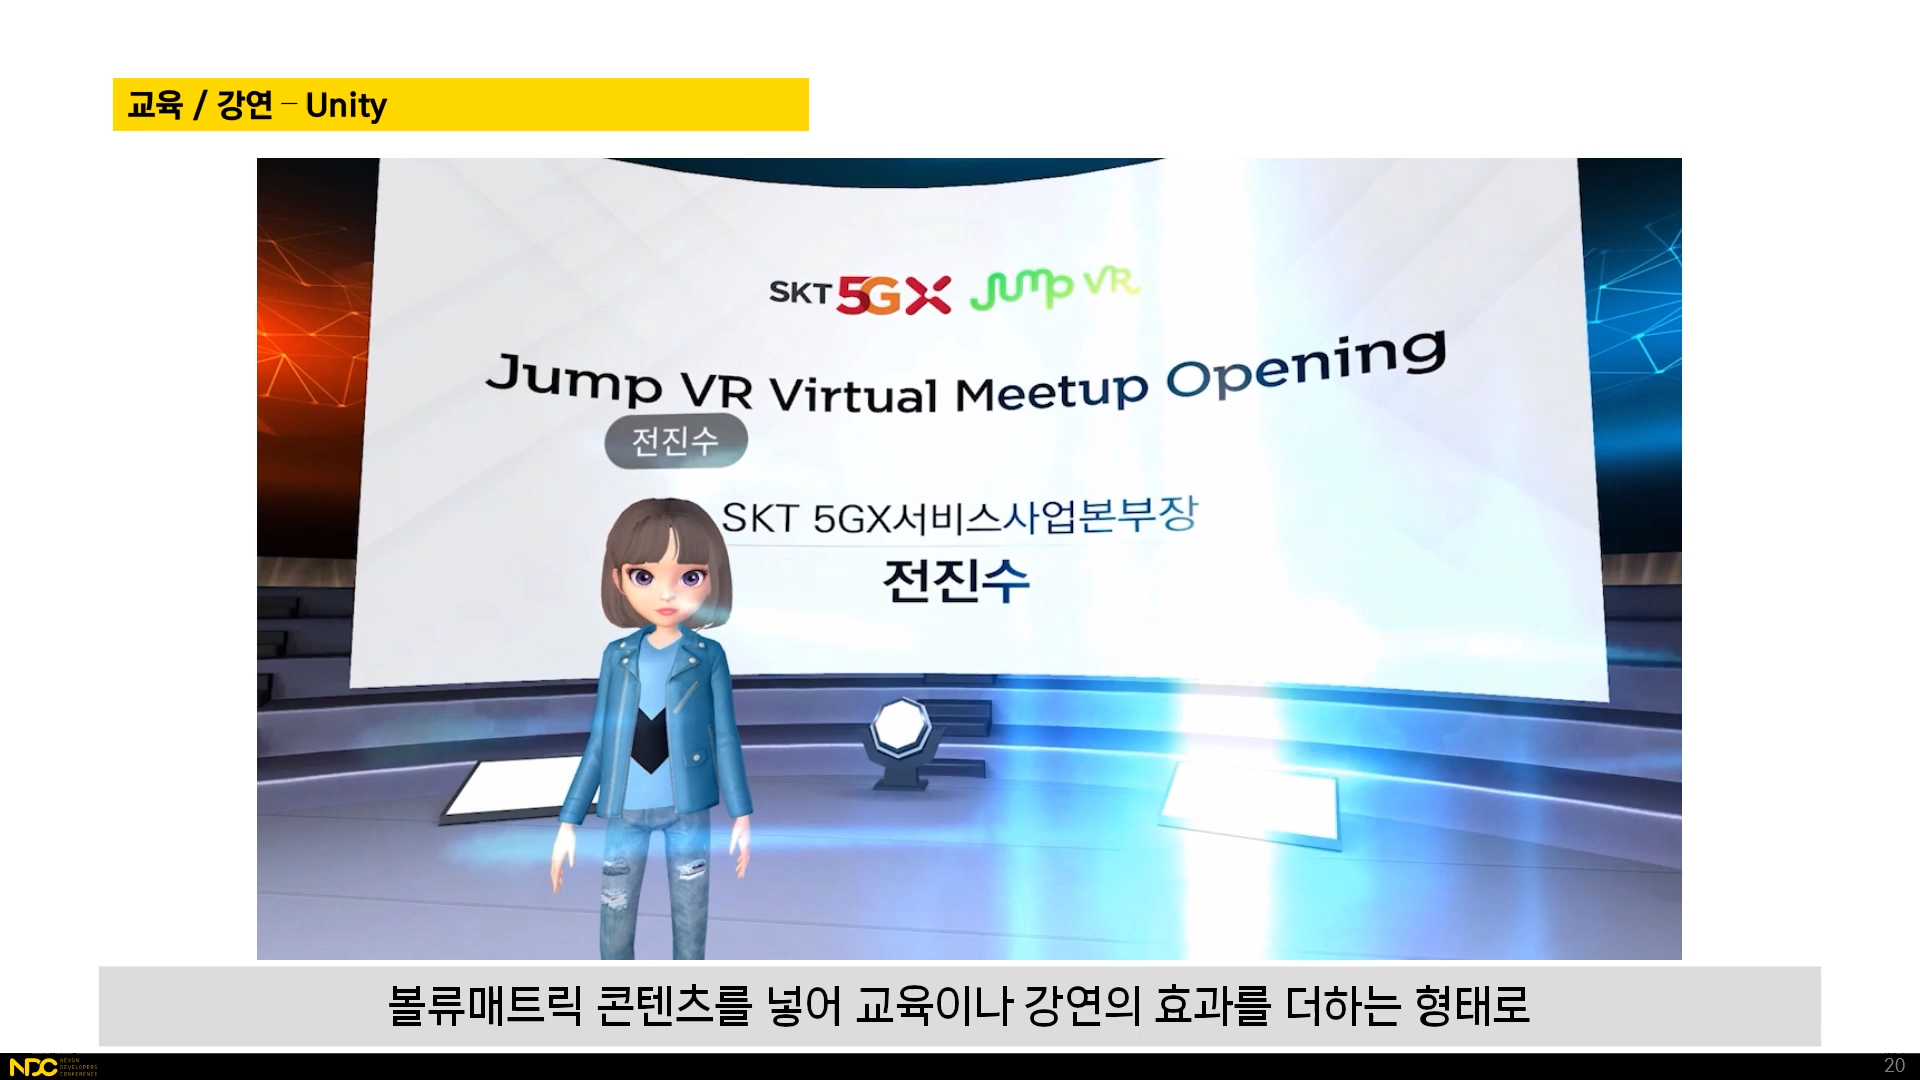 교육 / 강연 – Unity
SKT 5GX Jump VR
Jump VR Virtual Meetup Opening
전진수
SKT 5GX서비스사업본부장
전진수
볼류매트릭 콘텐츠를 넣어 교육이나 강연의 효과를 더하는 형태로
NDC NEXON
DEVELOPERS
CONFERENCE
20